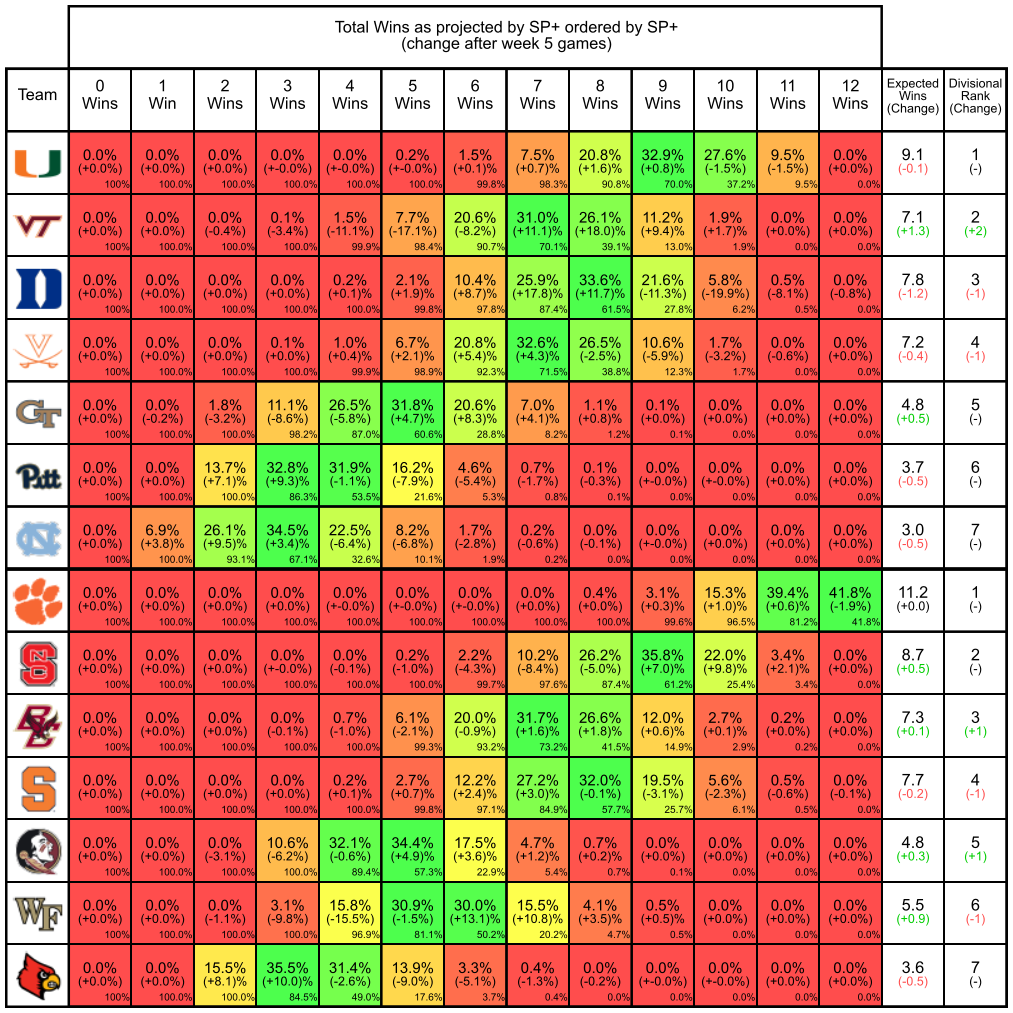 Total Wins as projected by SP+ ordered by SP+
(change after week 5 games)
Team 0 Wins 1 Win 2 Wins 3 Wins 4 Wins 5 Wins 6 Wins 7 Wins 8 Wins 9 Wins 10 Wins 11 Wins 12 Wins Expected Wins (Change) Divisional Rank (Change)
U 0.0% 0.0% 0.0% 0.0% 0.0% 0.2% 1.5% 7.5% 20.8% 32.9% 27.6% 9.5% 0.0% 9.1 1
(+0.0%) (+0.0%) (+0.0%) (+-0.0%) (+0.0%) (+-0.0%) (+0.1%) (+0.7)% (+1.6)% (+0.8)% (-1.5%) (-1.5%) (+0.0%) (-0.1) (-)
100% 100.0% 100.0% 100.0% 100.0% 100.0% 99.8% 98.3% 90.8% 70.0% 37.2% 9.5% 0.0%
VT 0.0% 0.0% 0.0% 0.1% 1.5% 7.7% 20.6% 31.0% 26.1% 11.2% 1.9% 0.0% 0.0% 7.1 2
(+0.0%) (+0.0%) (-0.4%) (-3.4%) (-11.1%) (-17.1%) (-8.2%) (+11.1)% (+18.0)% (+9.4)% (+1.7)% (+0.0%) (+0.0%) (+1.3) (+2)
100% 100.0% 100.0% 100.0% 99.9% 98.4% 90.7% 70.1% 39.1% 13.0% 1.9% 0.0% 0.0%
D 0.0% 0.0% 0.0% 0.0% 0.2% 2.1% 10.4% 25.9% 33.6% 21.6% 5.8% 0.5% 0.0% 7.8 3
(+0.0%) (+0.0%) (+0.0%) (+0.0%) (+0.1)% (+1.9)% (+8.7)% (+17.8)% (+11.7)% (-11.3%) (-19.9%) (-8.1%) (-0.8%) (-1.2) (-1)
100% 100.0% 100.0% 100.0% 100.0% 99.8% 97.8% 87.4% 61.5% 27.8% 6.2% 0.5% 0.0%
V 0.0% 0.0% 0.0% 0.1% 1.0% 6.7% 20.8% 32.6% 26.5% 10.6% 1.7% 0.0% 0.0% 7.2 4
(+0.0%) (+0.0%) (+0.0%) (+0.0%) (+0.4)% (+2.1)% (+5.4)% (+4.3)% (-2.5%) (-5.9%) (-3.2%) (-0.6%) (+0.0%) (-0.4) (-1)
100% 100.0% 100.0% 100.0% 99.9% 98.9% 92.3% 71.5% 38.8% 12.3% 1.7% 0.0% 0.0%
GT 0.0% 0.0% 1.8% 11.1% 26.5% 31.8% 20.6% 7.0% 1.1% 0.1% 0.0% 0.0% 0.0% 4.8 5
(+0.0%) (-0.2%) (-3.2%) (-8.6%) (-5.8%) (+4.7)% (+8.3)% (+4.1)% (+0.8)% (+0.0%) (+0.0%) (+0.0%) (+0.0%) (+0.5) (-)
100% 100.0% 100.0% 98.2% 87.0% 60.6% 28.8% 8.2% 1.2% 0.1% 0.0% 0.0% 0.0%
Pitt 0.0% 0.0% 13.7% 32.8% 31.9% 16.2% 4.6% 0.7% 0.1% 0.0% 0.0% 0.0% 0.0% 3.7 6
(+0.0%) (+0.0%) (+7.1)% (+9.3)% (-1.1%) (-7.9%) (-5.4%) (-1.7%) (-0.3%) (+-0.0%) (+-0.0%) (+0.0%) (+0.0%) (-0.5) (-)
100% 100.0% 100.0% 86.3% 53.5% 21.6% 5.3% 0.8% 0.1% 0.0% 0.0% 0.0% 0.0%
NC 0.0% 6.9% 26.1% 34.5% 22.5% 8.2% 1.7% 0.2% 0.0% 0.0% 0.0% 0.0% 0.0% 3.0 7
(+0.0%) (+3.8)% (+9.5)% (+3.4)% (-6.4%) (-6.8%) (-2.8%) (-0.6%) (-0.1%) (+-0.0%) (+0.0%) (+0.0%) (+0.0%) (-0.5) (-)
100% 100.0% 93.1% 67.1% 32.6% 10.1% 1.9% 0.2% 0.0% 0.0% 0.0% 0.0% 0.0%
0.0% 0.0% 0.0% 0.0% 0.0% 0.0% 0.0% 0.0% 0.4% 3.1% 15.3% 39.4% 41.8% 11.2 1
(+0.0%) (+0.0%) (+0.0%) (+0.0%) (+-0.0%) (+-0.0%) (+-0.0%) (+0.0%) (+0.0%) (+0.3)% (+1.0)% (+0.6)% (-1.9%) (+0.0) (-)
100% 100.0% 100.0% 100.0% 100.0% 100.0% 100.0% 100.0% 100.0% 99.6% 96.5% 81.2% 41.8%
NCS 0.0% 0.0% 0.0% 0.0% 0.0% 0.2% 2.2% 10.2% 26.2% 35.8% 22.0% 3.4% 0.0% 8.7 2
(+0.0%) (+0.0%) (+0.0%) (+-0.0%) (-0.1%) (-1.0%) (-4.3%) (-8.4%) (-5.0%) (+7.0)% (+9.8)% (+2.1)% (+0.0%) (+0.5) (-)
100% 100.0% 100.0% 100.0% 100.0% 100.0% 99.7% 97.6% 87.4% 61.2% 25.4% 3.4% 0.0%
BC 0.0% 0.0% 0.0% 0.0% 0.7% 6.1% 20.0% 31.7% 26.6% 12.0% 2.7% 0.2% 0.0% 7.3 3
(+0.0%) (+0.0%) (+0.0%) (-0.1%) (-1.0%) (-2.1%) (-0.9%) (+1.6)% (+1.8)% (+0.6)% (+0.1)% (+0.0%) (+0.0%) (+0.1) (+1)
100% 100.0% 100.0% 100.0% 100.0% 99.3% 93.2% 73.2% 41.5% 14.9% 2.9% 0.2% 0.0%
S 0.0% 0.0% 0.0% 0.0% 0.2% 2.7% 12.2% 27.2% 32.0% 19.5% 5.6% 0.5% 0.0% 7.7 4
(+0.0%) (+0.0%) (+0.0%) (+0.0%) (+0.1)% (+0.7)% (+2.4)% (+3.0)% (-0.1%) (-3.1%) (-2.3%) (-0.6%) (-0.1%) (-0.2) (-1)
100% 100.0% 100.0% 100.0% 100.0% 99.8% 97.1% 84.9% 57.7% 25.7% 6.1% 0.5% 0.0%
0.0% 0.0% 0.0% 10.6% 32.1% 34.4% 17.5% 4.7% 0.7% 0.0% 0.0% 0.0% 0.0% 4.8 5
(+0.0%) (+0.0%) (-3.1%) (-6.2%) (-0.6%) (+4.9)% (+3.6)% (+1.2)% (+0.2)% (+0.0%) (+0.0%) (+0.0%) (+0.0%) (+0.3) (+1)
100% 100.0% 100.0% 100.0% 89.4% 57.3% 22.9% 5.4% 0.7% 0.1% 0.0% 0.0% 0.0%
WF 0.0% 0.0% 0.0% 3.1% 15.8% 30.9% 30.0% 15.5% 4.1% 0.5% 0.0% 0.0% 0.0% 5.5 6
(+0.0%) (+0.0%) (-1.1%) (-9.8%) (-15.5%) (-1.5%) (+13.1)% (+10.8)% (+3.5)% (+0.5)% (+0.0%) (+0.0%) (+0.0%) (+0.9) (-1)
100% 100.0% 100.0% 100.0% 96.9% 81.1% 50.2% 20.2% 4.7% 0.5% 0.0% 0.0% 0.0%
0.0% 0.0% 15.5% 35.5% 31.4% 13.9% 3.3% 0.4% 0.0% 0.0% 0.0% 0.0% 0.0% 3.6 7
(+0.0%) (+0.0%) (+8.1)% (+10.0)% (-2.6%) (-9.0%) (-5.1%) (-1.3%) (-0.2%) (+-0.0%) (+-0.0%) (+0.0%) (+0.0%) (-0.5) (-)
100% 100.0% 100.0% 84.5% 49.0% 17.6% 3.7% 0.4% 0.0% 0.0% 0.0% 0.0% 0.0%